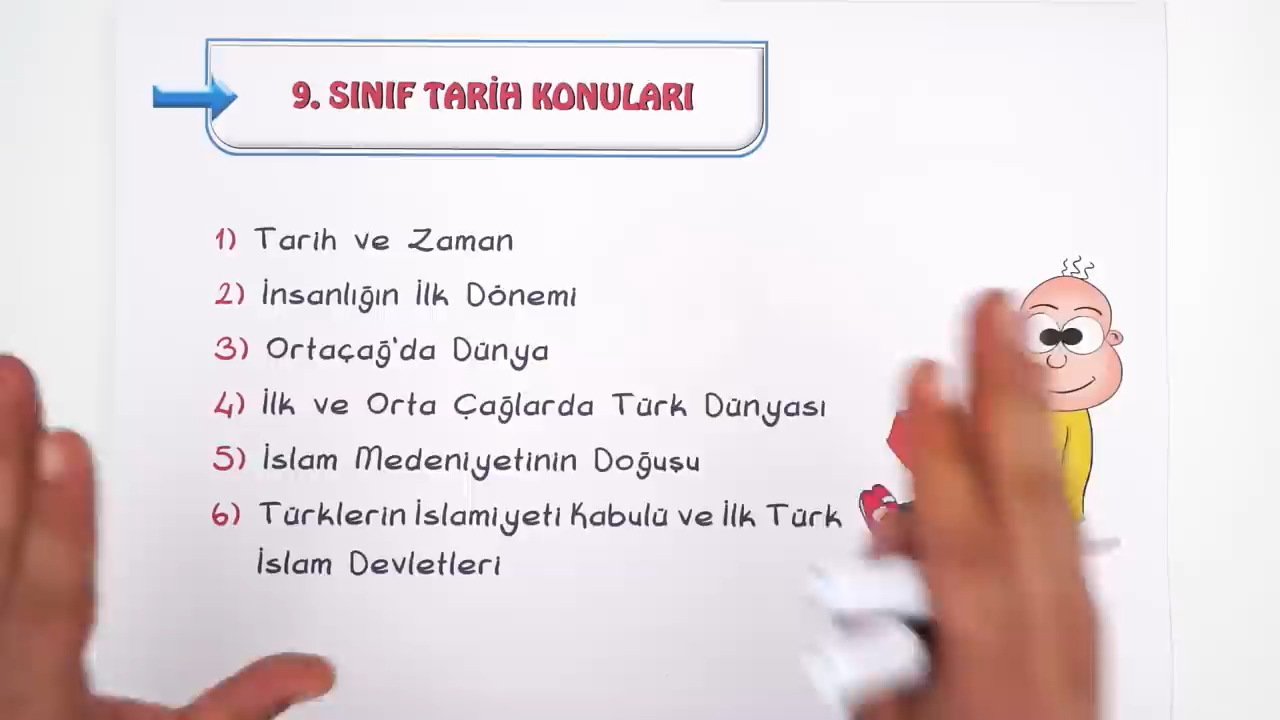 9. SINIF TARİH KONULARI
1) Tarih ve Zaman
2) İnsanlığın İlk Dönemi
3) Ortaçağ'da Dünya
4) İlk ve Orta Çağlarda Türk Dünyası
5) İslam Medeniyetinin Doğuşu
6) Türklerin İslamiyeti Kabulü ve İlk Türk
İslam Devletleri